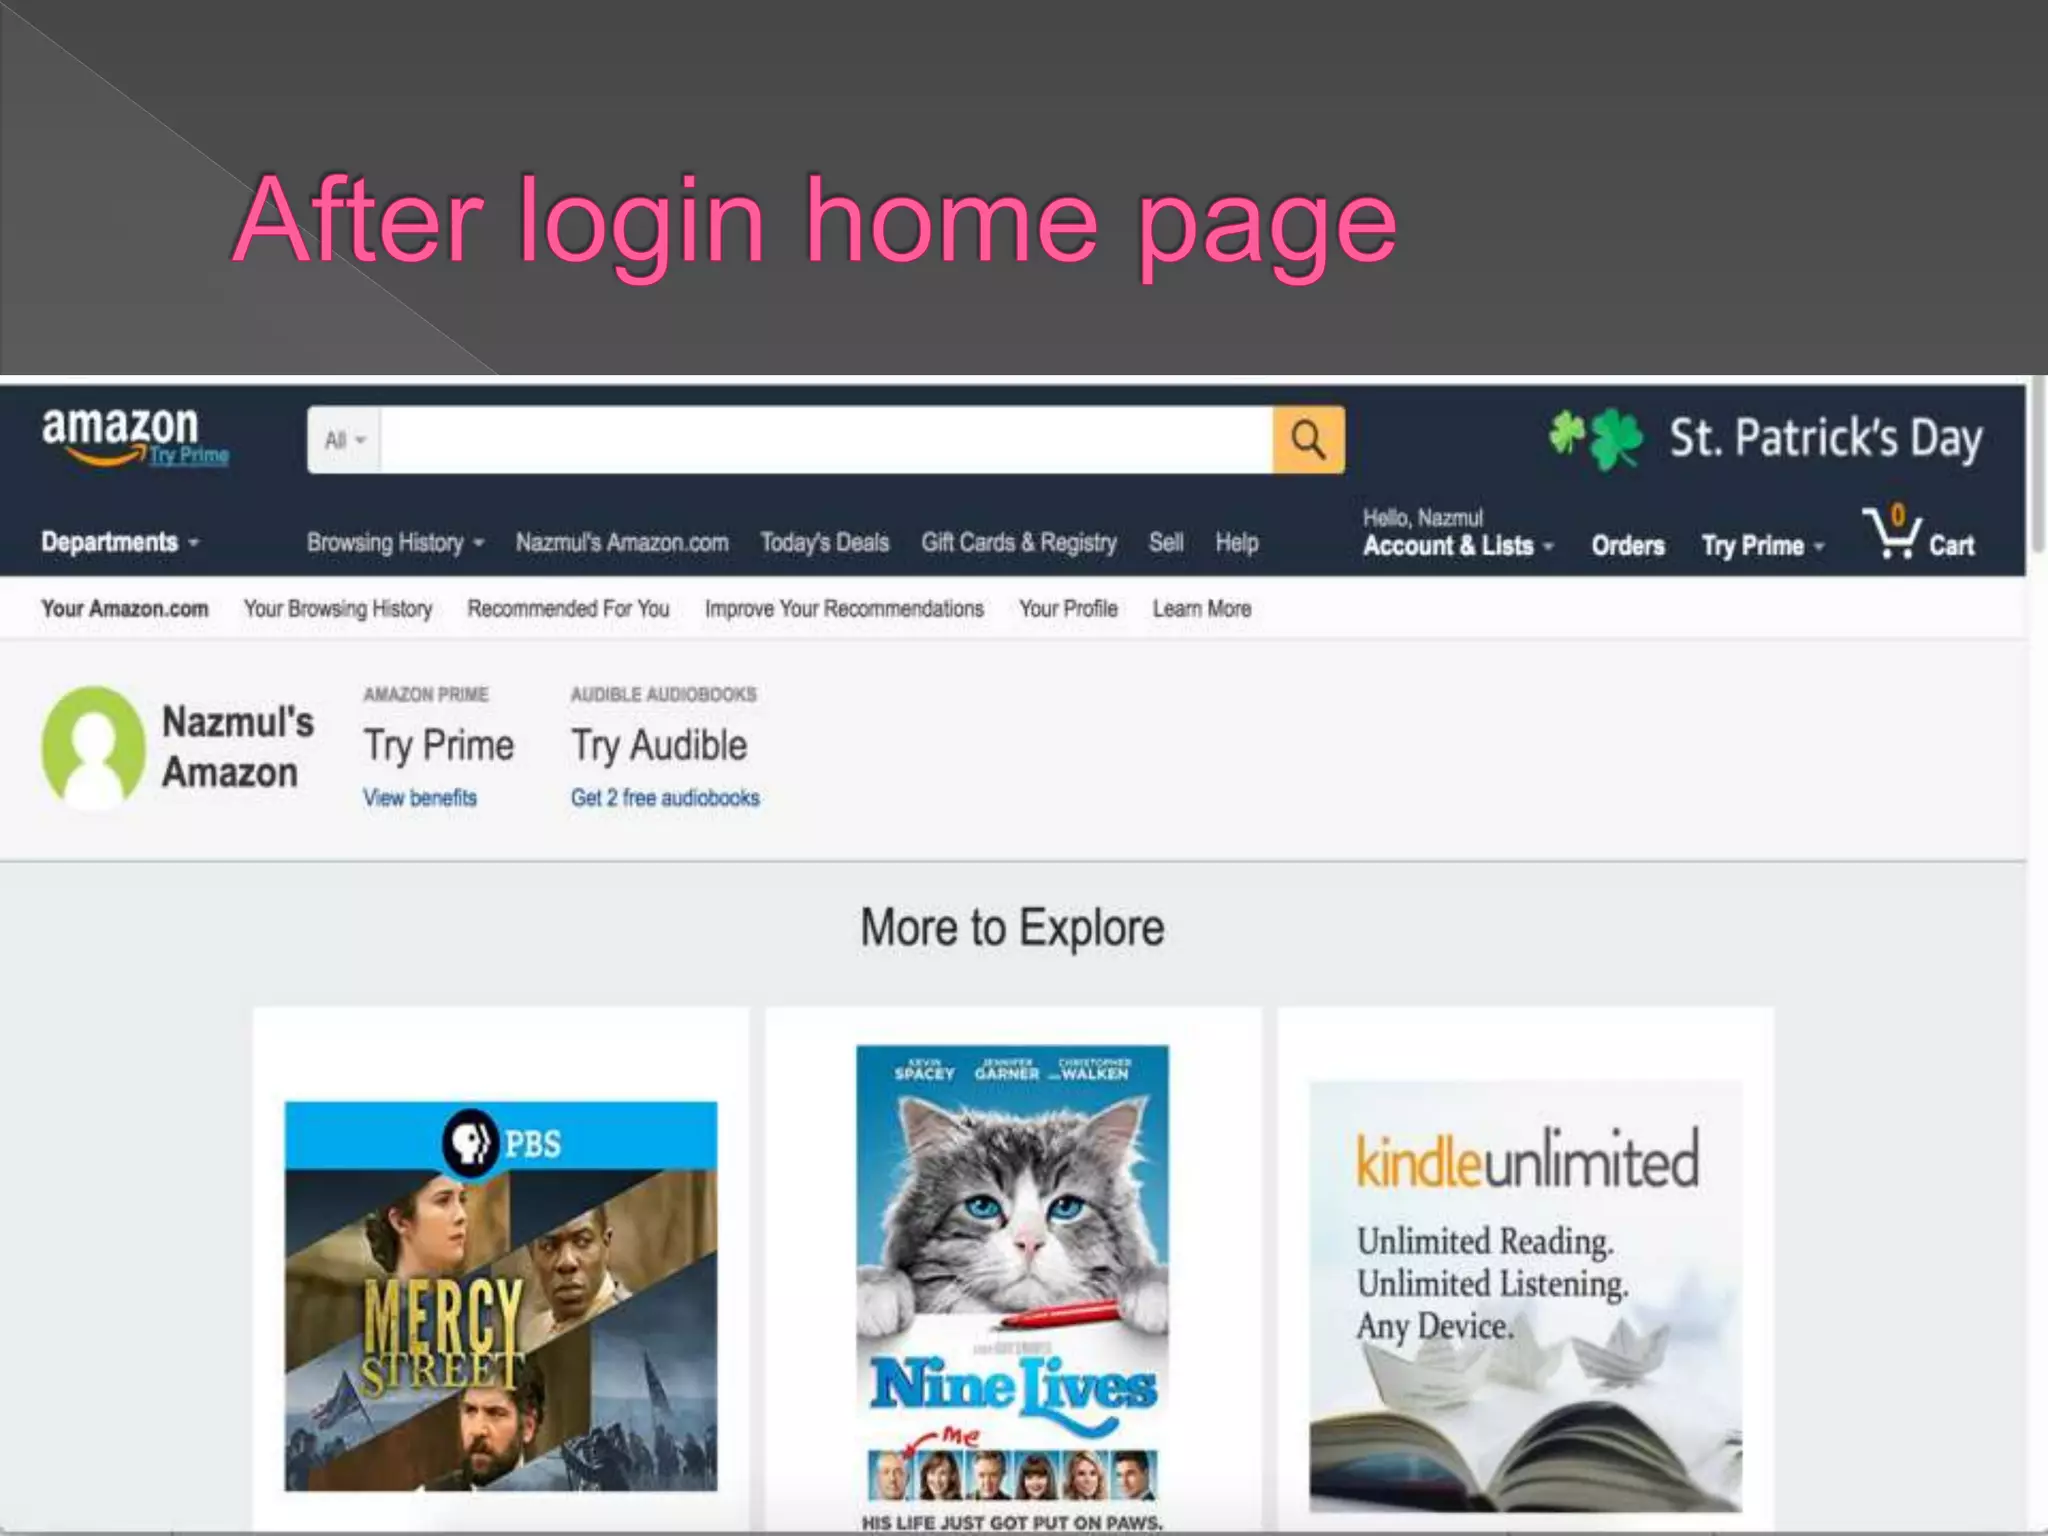 After login home page
amazon
Try Prime
All
St. Patrick's Day
Departments
Browsing History
Nazmul's Amazon.com
Today's Deals
Gift Cards & Registry
Sell
Help
Hello, Nazmul
Account & Lists
Orders
Try Prime
0
Cart
Your Amazon.com
Your Browsing History
Recommended For You
Improve Your Recommendations
Your Profile
Learn More
Nazmul's
Amazon
AMAZON PRIME
Try Prime
View benefits
AUDIBLE AUDIOBOOKS
Try Audible
Get 2 free audiobooks
More to Explore
PBS
MERCY
STREET
KEVIN SPACEY
JENNIFER GARNER
CHRISTOPHER WALKEN
Nine Lives
Me
HIS LIFE JUST GOT PUT ON PAWS.
kindleunlimited
Unlimited Reading.
Unlimited Listening.
Any Device.